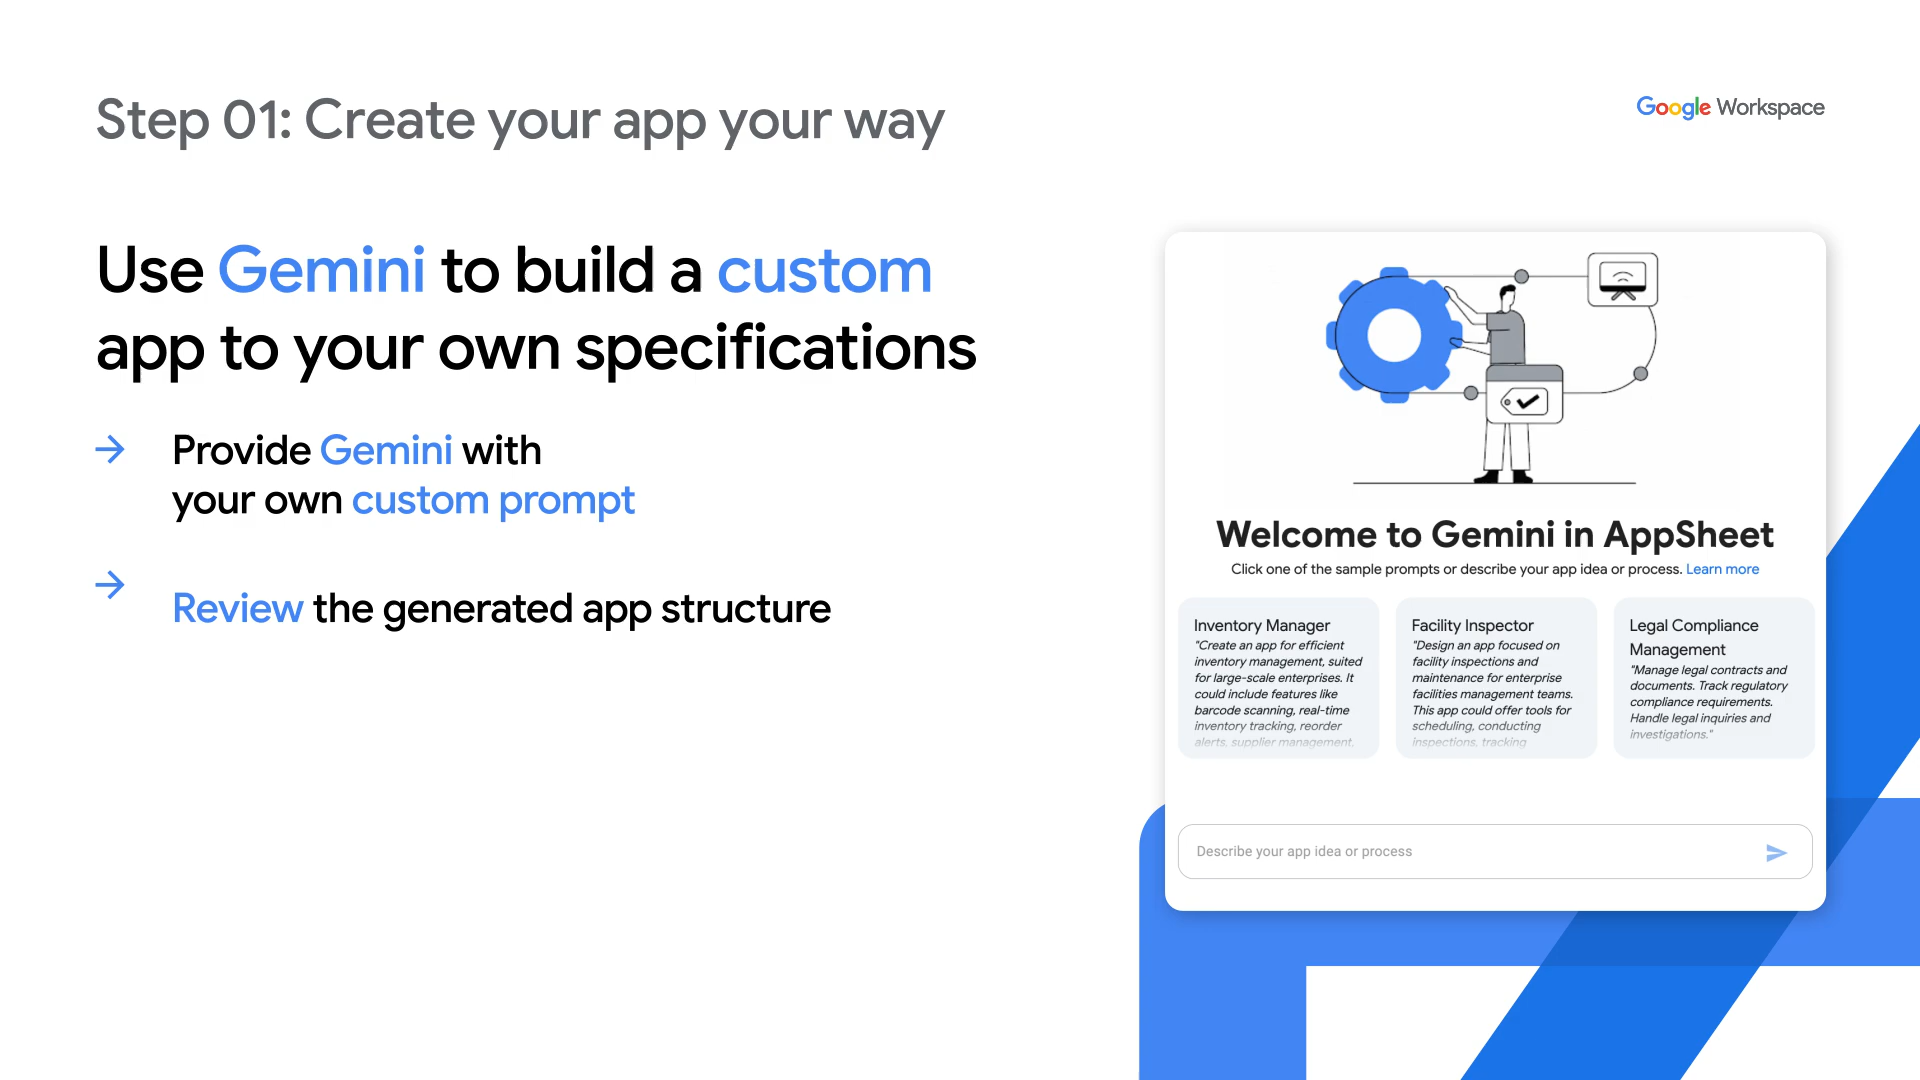 Step 01: Create your app your way
Google Workspace
Use Gemini to build a custom
app to your own specifications
Provide Gemini with
your own custom prompt
Review the generated app structure
Welcome to Gemini in AppSheet
Click one of the sample prompts or describe your app idea or process. Learn more
Inventory Manager
"Create an app for efficient
inventory management, suited
for large-scale enterprises. It
could include features like
barcode scanning, real-time
inventory tracking, reorder
alerts, supplier management,
Facility Inspector
"Design an app focused on
facility inspections and
maintenance for enterprise
facilities management teams.
This app could offer tools for
scheduling, conducting
inspections, tracking
Legal Compliance
Management
"Manage legal contracts and
documents. Track regulatory
compliance requirements.
Handle legal inquiries and
investigations."
Describe your app idea or process